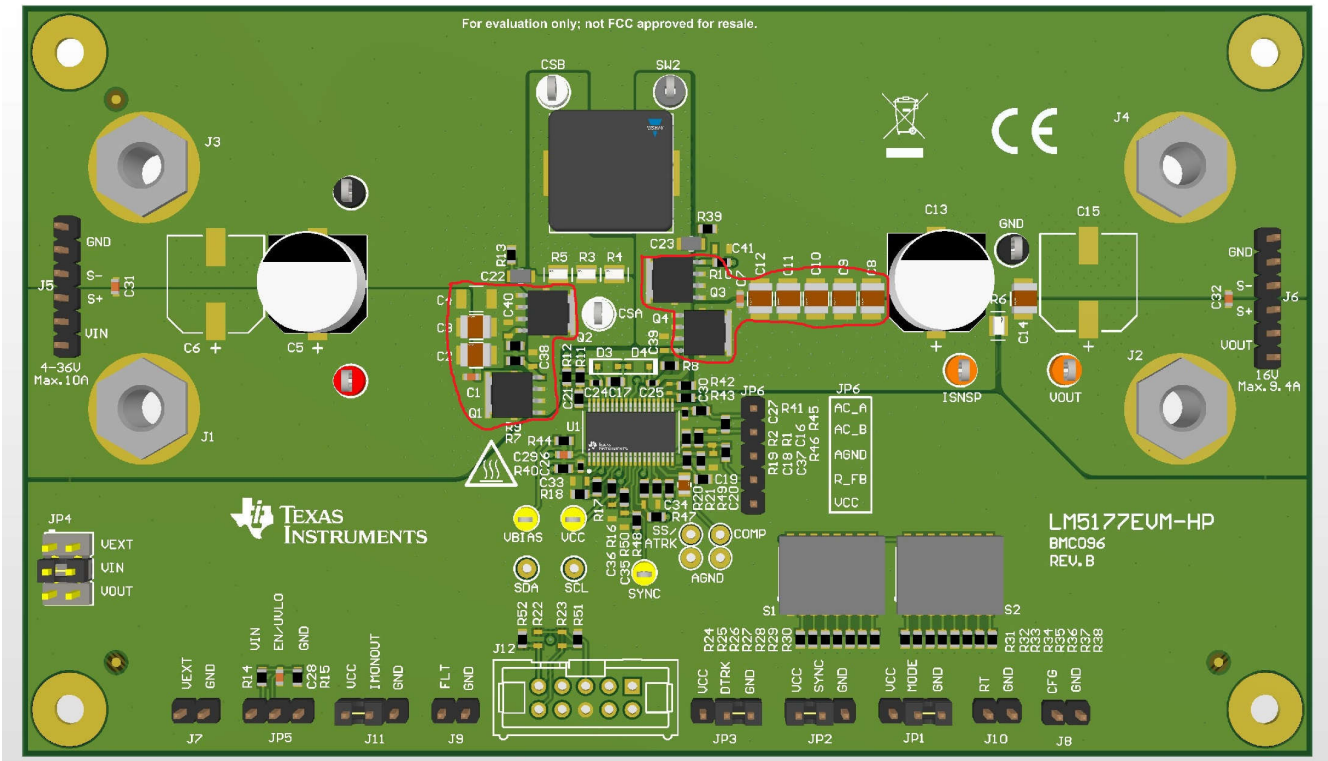 For evaluation only; not FCC approved for resale.
CSB
SW2
J3
J4
R39
C13
C15
GND
C23
C41
R13
GND
R5
R3
R4
GND
J5
S-
S+
VIN
C31
C22
R10
Q3
C7
C12
C11
C10
C9
C8
S-
S+
VOUT
J6
C32
C4
C3
C2
C1
C40
Q2
CSA
Q4
R6
C14
C6
C5
C38
R12
R11
D3
D4
C39
R8
4-36V
Max.10A
16V
Max.9.4A
J2
ISNSP
VOUT
Q1
C21
C24
C17
C25
C30
R42
R43
JP6
JP6
J1
R9
R7
U1
TEXAS INSTRUMENTS
C27
R41
R45
AC_A
AC_B
AGND
R_FB
VCC
R44
C29
C26
R40
R19
R2
C18
R1
C37
C16
R46
C33
R18
R17
C34
R20
R21
R49
C19
C20
TEXAS
INSTRUMENTS
VBIAS
VCC
R16
C36
R50
C35
R48
R47
SS/
ATRK
COMP
AGND
LM5177EVM-HP
BMC096
REV.B
JP4
VEXT
VIN
VOUT
SDA
SCL
SYNC
S1
S2
R52
R22
R23
R51
R24
R25
R26
R27
R28
R29
R30
R31
R32
R33
R34
R35
R36
R37
R38
J12
VEXT
GND
VIN
EN/UVLO
GND
R14
C28
R15
VCC
IMONOUT
GND
FLT
GND
VCC
DTRK
GND
VCC
SYNC
GND
VCC
MODE
GND
RT
GND
CFG
GND
J7
JP5
J11
J9
JP3
JP2
JP1
J10
J8